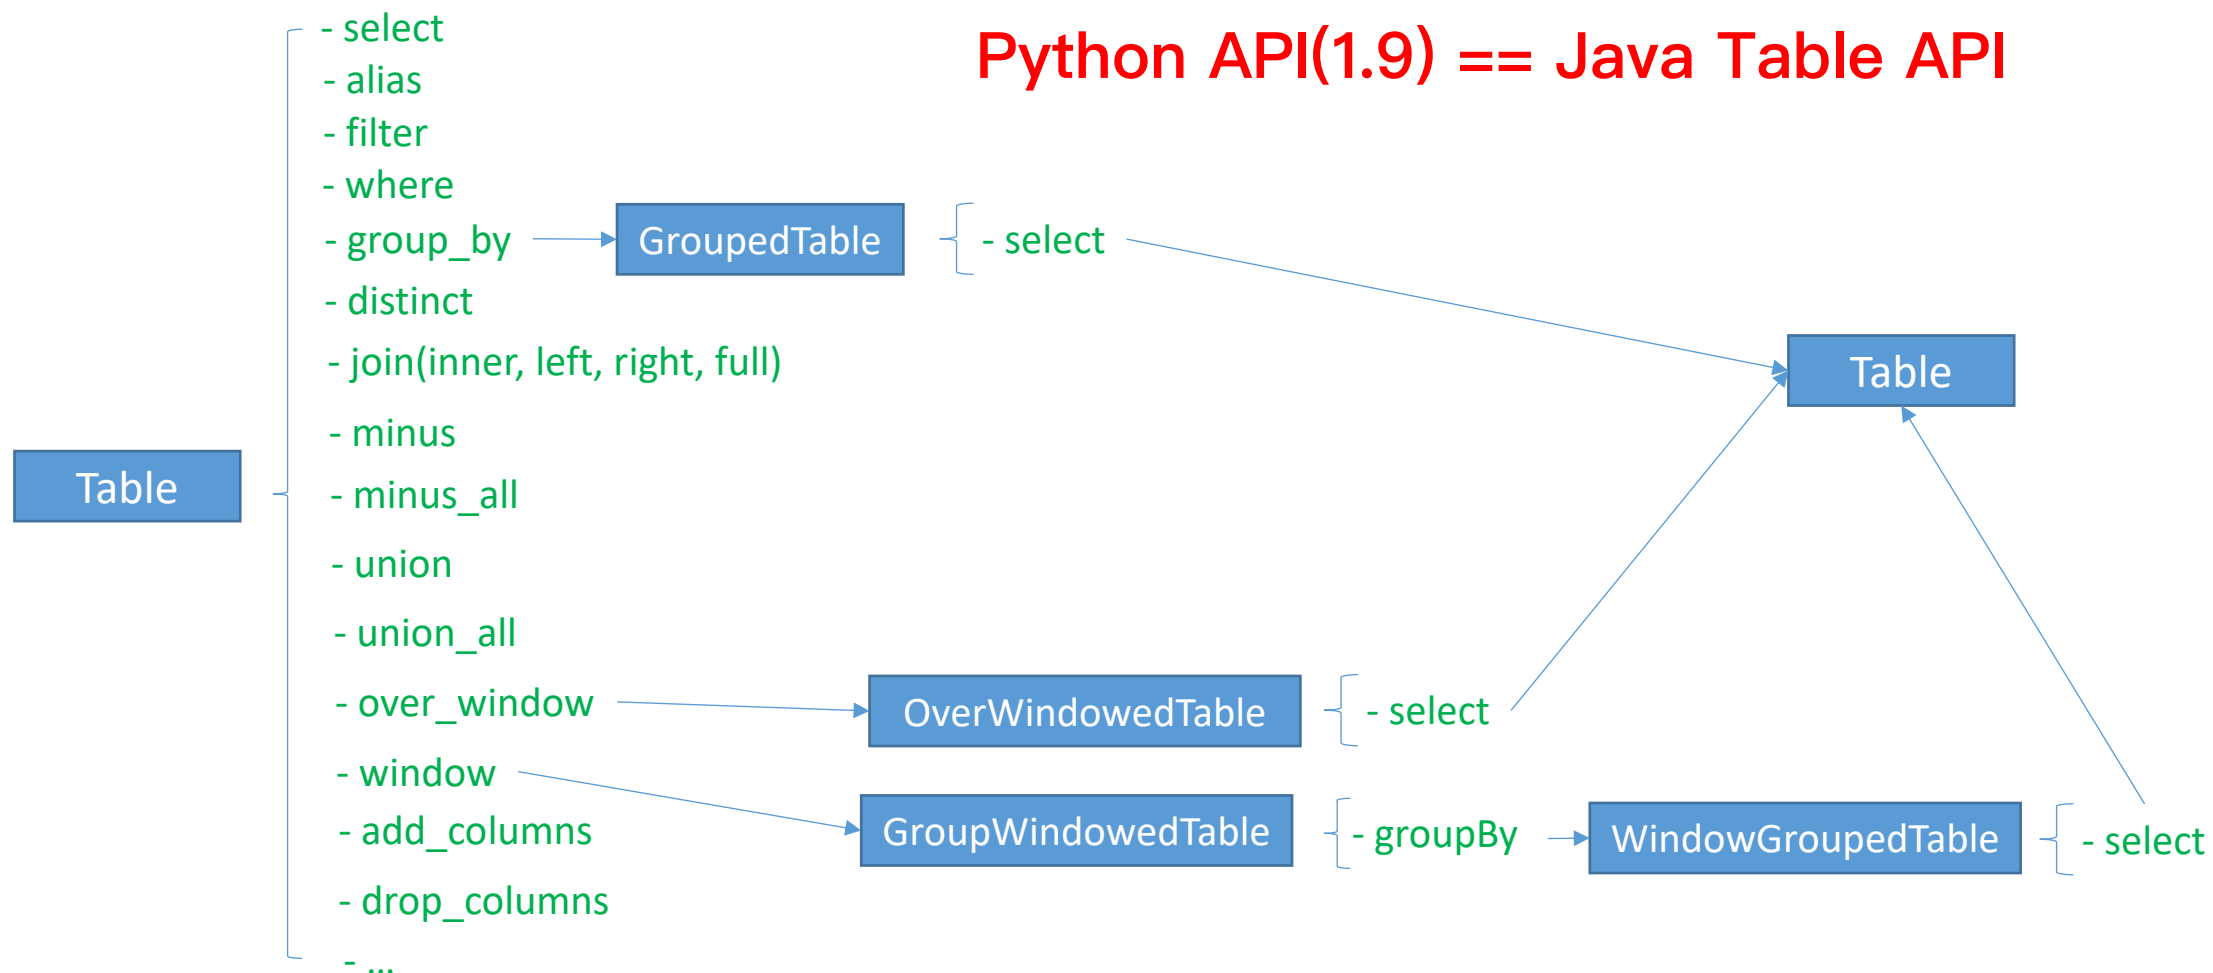 Python API(1.9) == Java Table API
Table
- select
- alias
- filter
- where
- group_by
GroupedTable
- select
- distinct
- join(inner, left, right, full)
Table
- minus
- minus_all
- union
- union_all
- over_window
OverWindowedTable
- select
- window
GroupWindowedTable
- groupBy
WindowGroupedTable
- select
- add_columns
- drop_columns
- ...